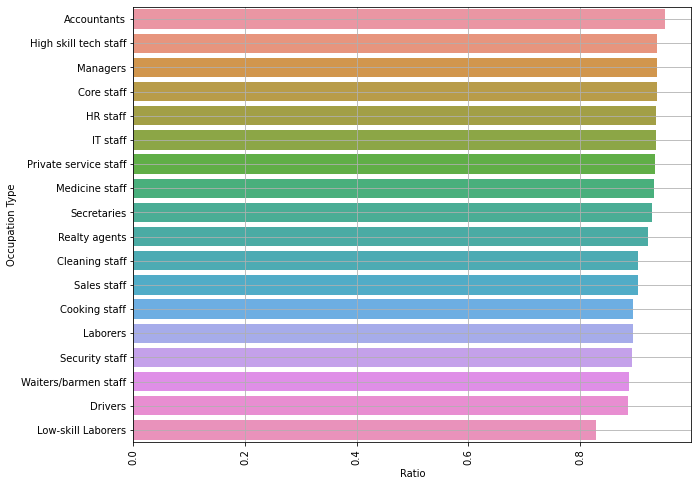 Accountants
High skill tech staff
Managers
Core staff
HR staff
IT staff
Private service staff
Medicine staff
Secretaries
Realty agents
Cleaning staff
Sales staff
Cooking staff
Laborers
Security staff
Waiters/barmen staff
Drivers
Low-skill Laborers
Occupation Type
0.0
0.2
0.4
0.6
0.8
Ratio